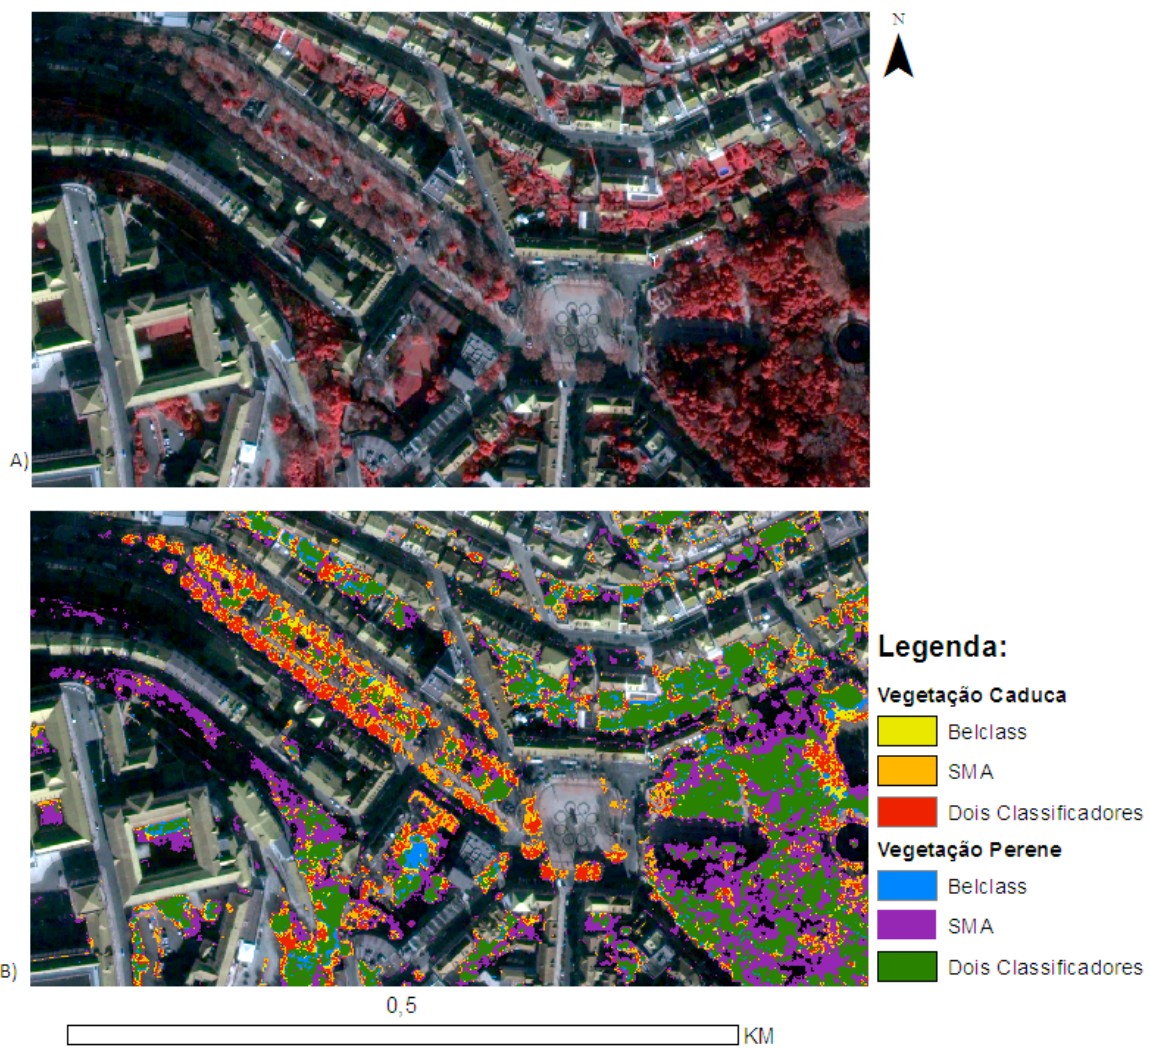 N
A)
Legenda:
Vegetação Caduca
Belclass
SMA
Dois Classificadores
Vegetação Perene
Belclass
SMA
Dois Classificadores
B)
0,5
KM